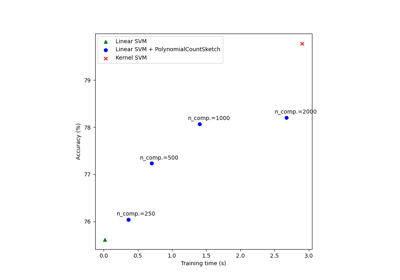 Linear SVM
Linear SVM + PolynomialCountSketch
Kernel SVM
79
78
77
76
Accuracy (%)
n_comp.=2000
n_comp.=1000
n_comp.=500
n_comp.=250
0.0 0.5 1.0 1.5 2.0 2.5 3.0
Training time (s)